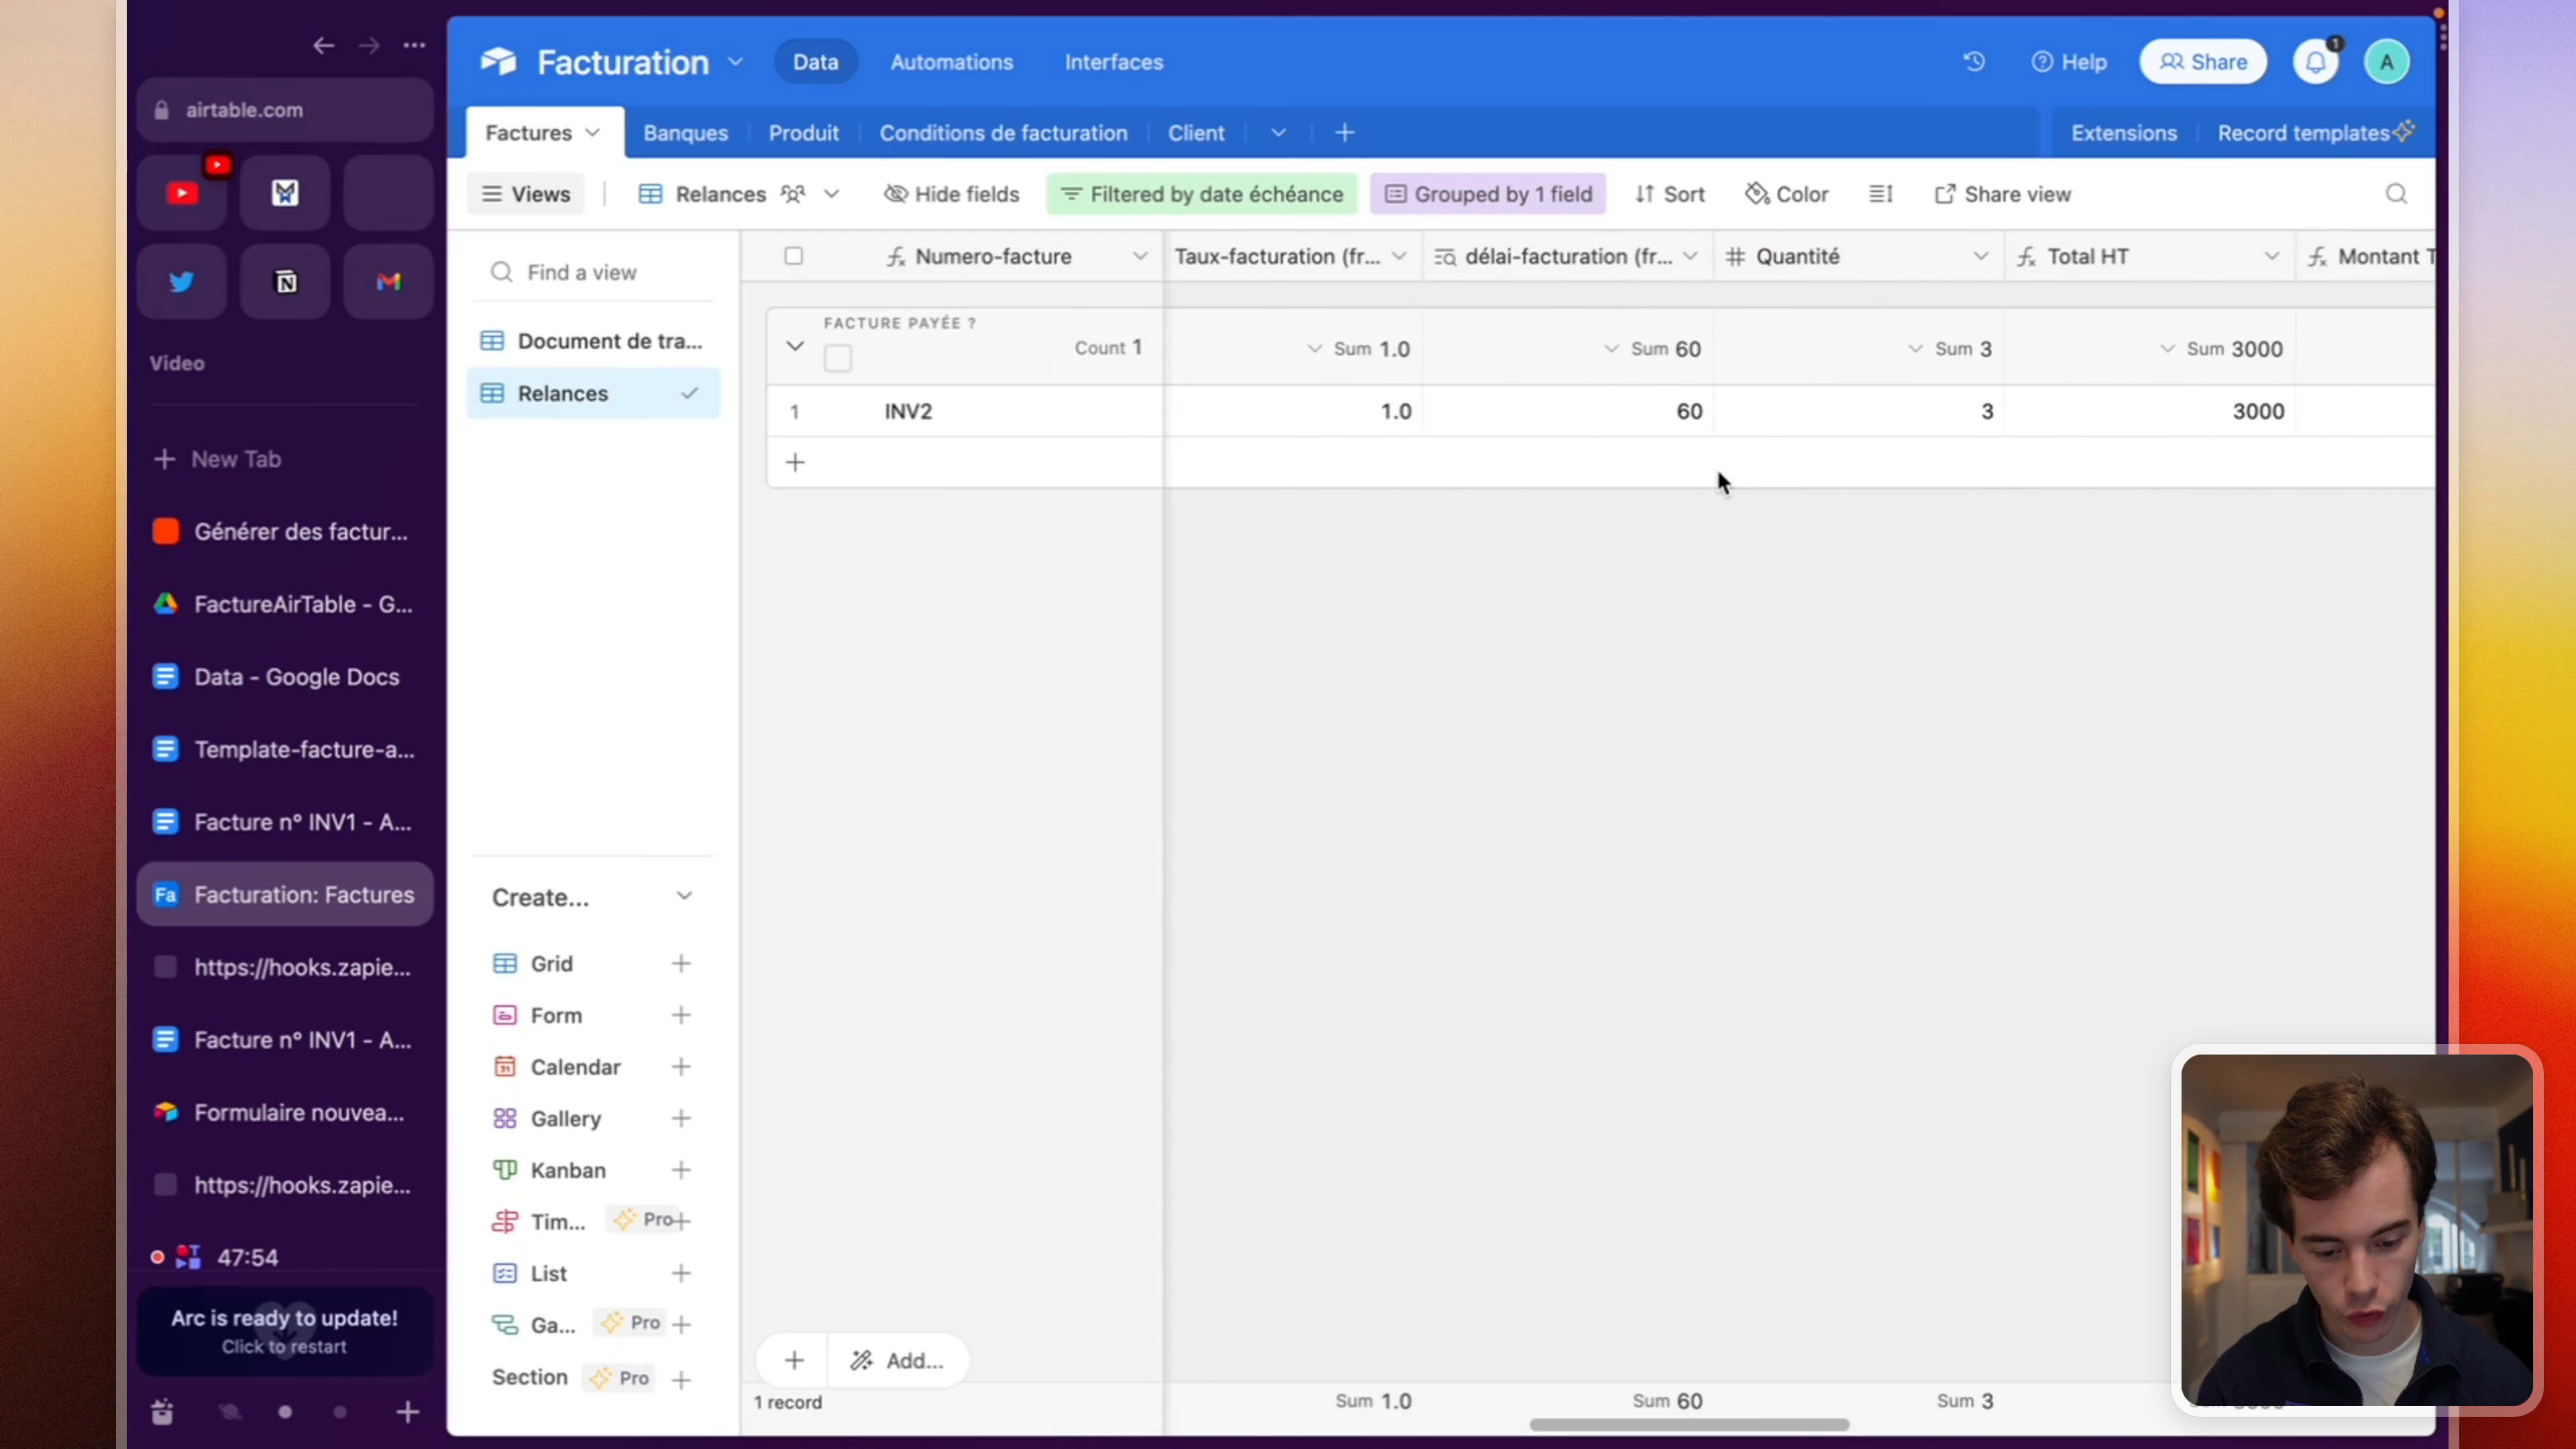 airtable.com
Video
New Tab
Générer des factur...
FactureAirTable - G...
Data - Google Docs
Template-facture-a...
Facture n° INV1 - A...
Fa Facturation: Factures
https://hooks.zapie...
Facture n° INV1 - A...
Formulaire nouvea...
https://hooks.zapie...
47:54
Arc is ready to update!
Click to restart
Facturation
Data
Automations
Interfaces
Help
Share
1
A
Factures
Banques
Produit
Conditions de facturation
Client
Extensions
Record templates
Views
Relances
Hide fields
Filtered by date échéance
Grouped by 1 field
Sort
Color
Share view
Find a view
Document de tra...
Relances
Create...
Grid
Form
Calendar
Gallery
Kanban
Tim... Pro
List
Ga... Pro
Section Pro
Numero-facture
Taux-facturation (fr...
délai-facturation (fr...
Quantité
Total HT
Montant T
FACTURE PAYÉE ?
Count 1
Sum 1.0
Sum 60
Sum 3
Sum 3000
1 INV2 1.0 60 3 3000
Add...
1 record
Sum 1.0
Sum 60
Sum 3